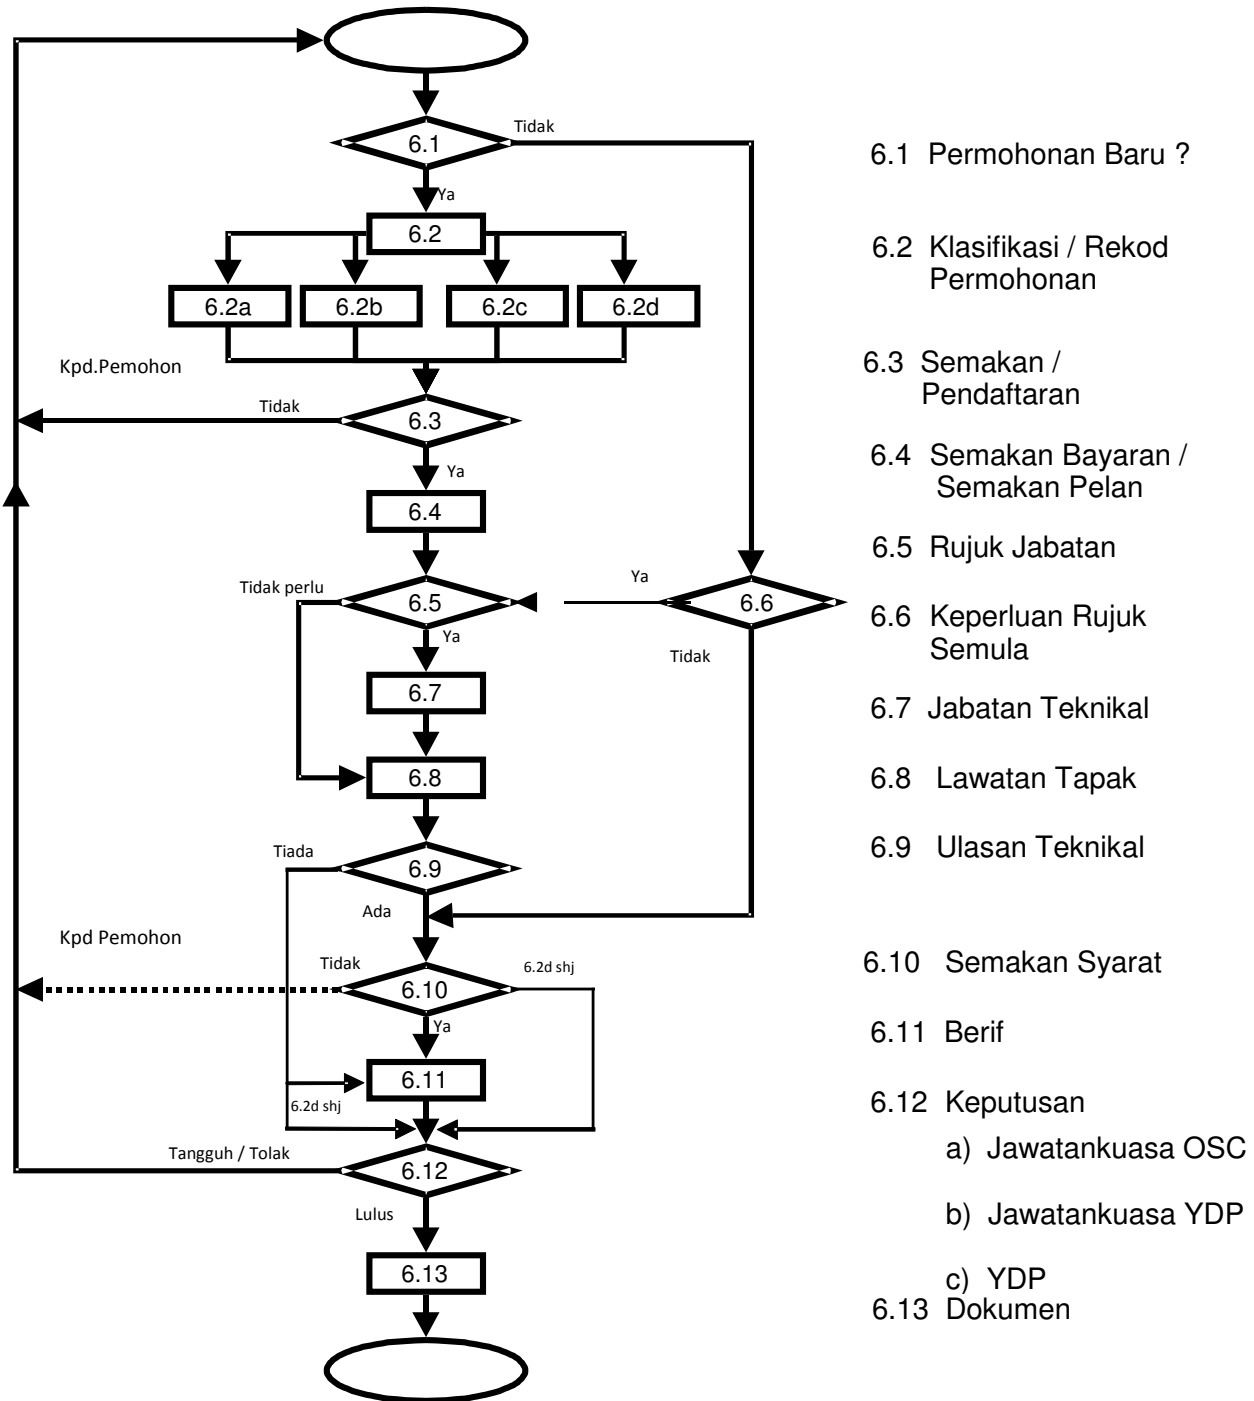 6.1
Tidak
Ya
6.2
6.2a
6.2b
6.2c
6.2d
Kpd.Pemohon
Tidak
6.3
Ya
6.4
Tidak perlu
6.5
Ya
6.6
Ya
Tidak
6.7
6.8
Tiada
6.9
Ada
Kpd Pemohon
Tidak
6.10
6.2d shj
Ya
6.11
6.2d shj
Tangguh / Tolak
6.12
Lulus
6.13
6.1 Permohonan Baru ?
6.2 Klasifikasi / Rekod
Permohonan
6.3 Semakan /
Pendaftaran
6.4 Semakan Bayaran /
Semakan Pelan
6.5 Rujuk Jabatan
6.6 Keperluan Rujuk
Semula
6.7 Jabatan Teknikal
6.8 Lawatan Tapak
6.9 Ulasan Teknikal
6.10 Semakan Syarat
6.11 Berif
6.12 Keputusan
a) Jawatankuasa OSC
b) Jawatankuasa YDP
c) YDP
6.13 Dokumen